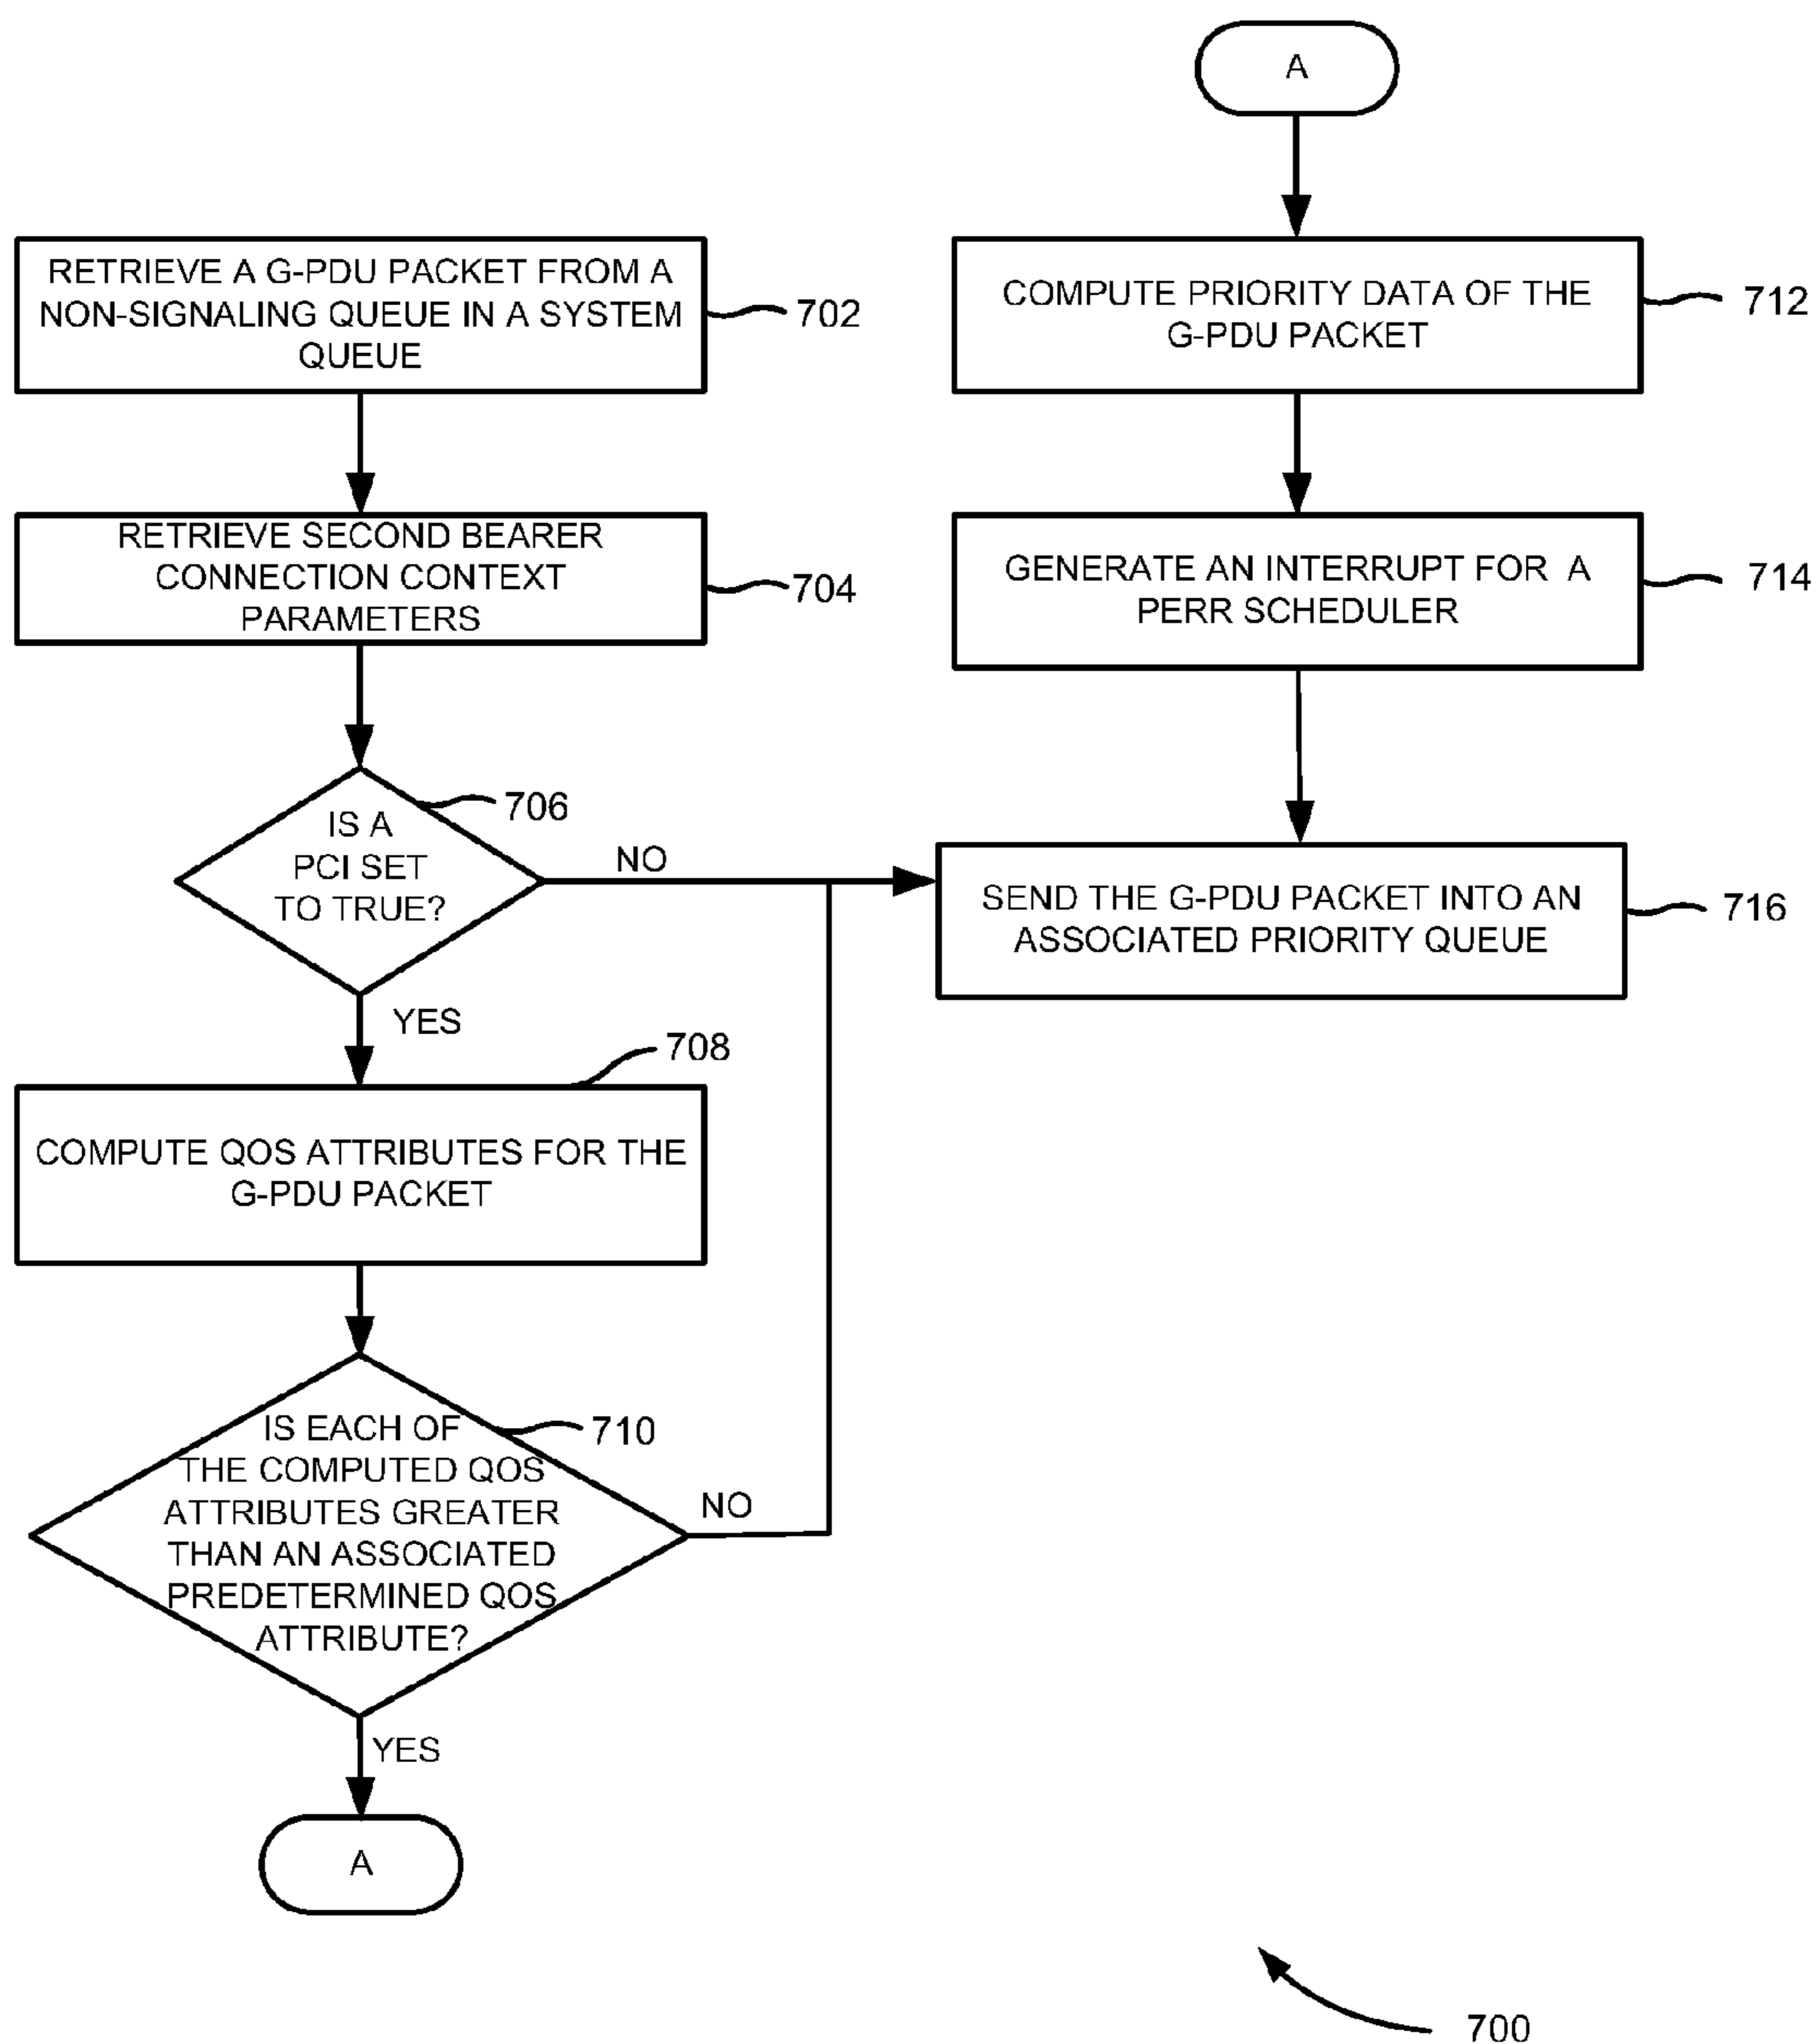 RETRIEVE A G-PDU PACKET FROM A
NON-SIGNALING QUEUE IN A SYSTEM
QUEUE
702
RETRIEVE SECOND BEARER
CONNECTION CONTEXT
PARAMETERS
704
IS A
PCI SET
TO TRUE?
706
NO
YES
COMPUTE QOS ATTRIBUTES FOR THE
G-PDU PACKET
708
IS EACH OF
THE COMPUTED QOS
ATTRIBUTES GREATER
THAN AN ASSOCIATED
PREDETERMINED QOS
ATTRIBUTE?
710
NO
YES
A
A
COMPUTE PRIORITY DATA OF THE
G-PDU PACKET
712
GENERATE AN INTERRUPT FOR A
PERR SCHEDULER
714
SEND THE G-PDU PACKET INTO AN
ASSOCIATED PRIORITY QUEUE
716
700